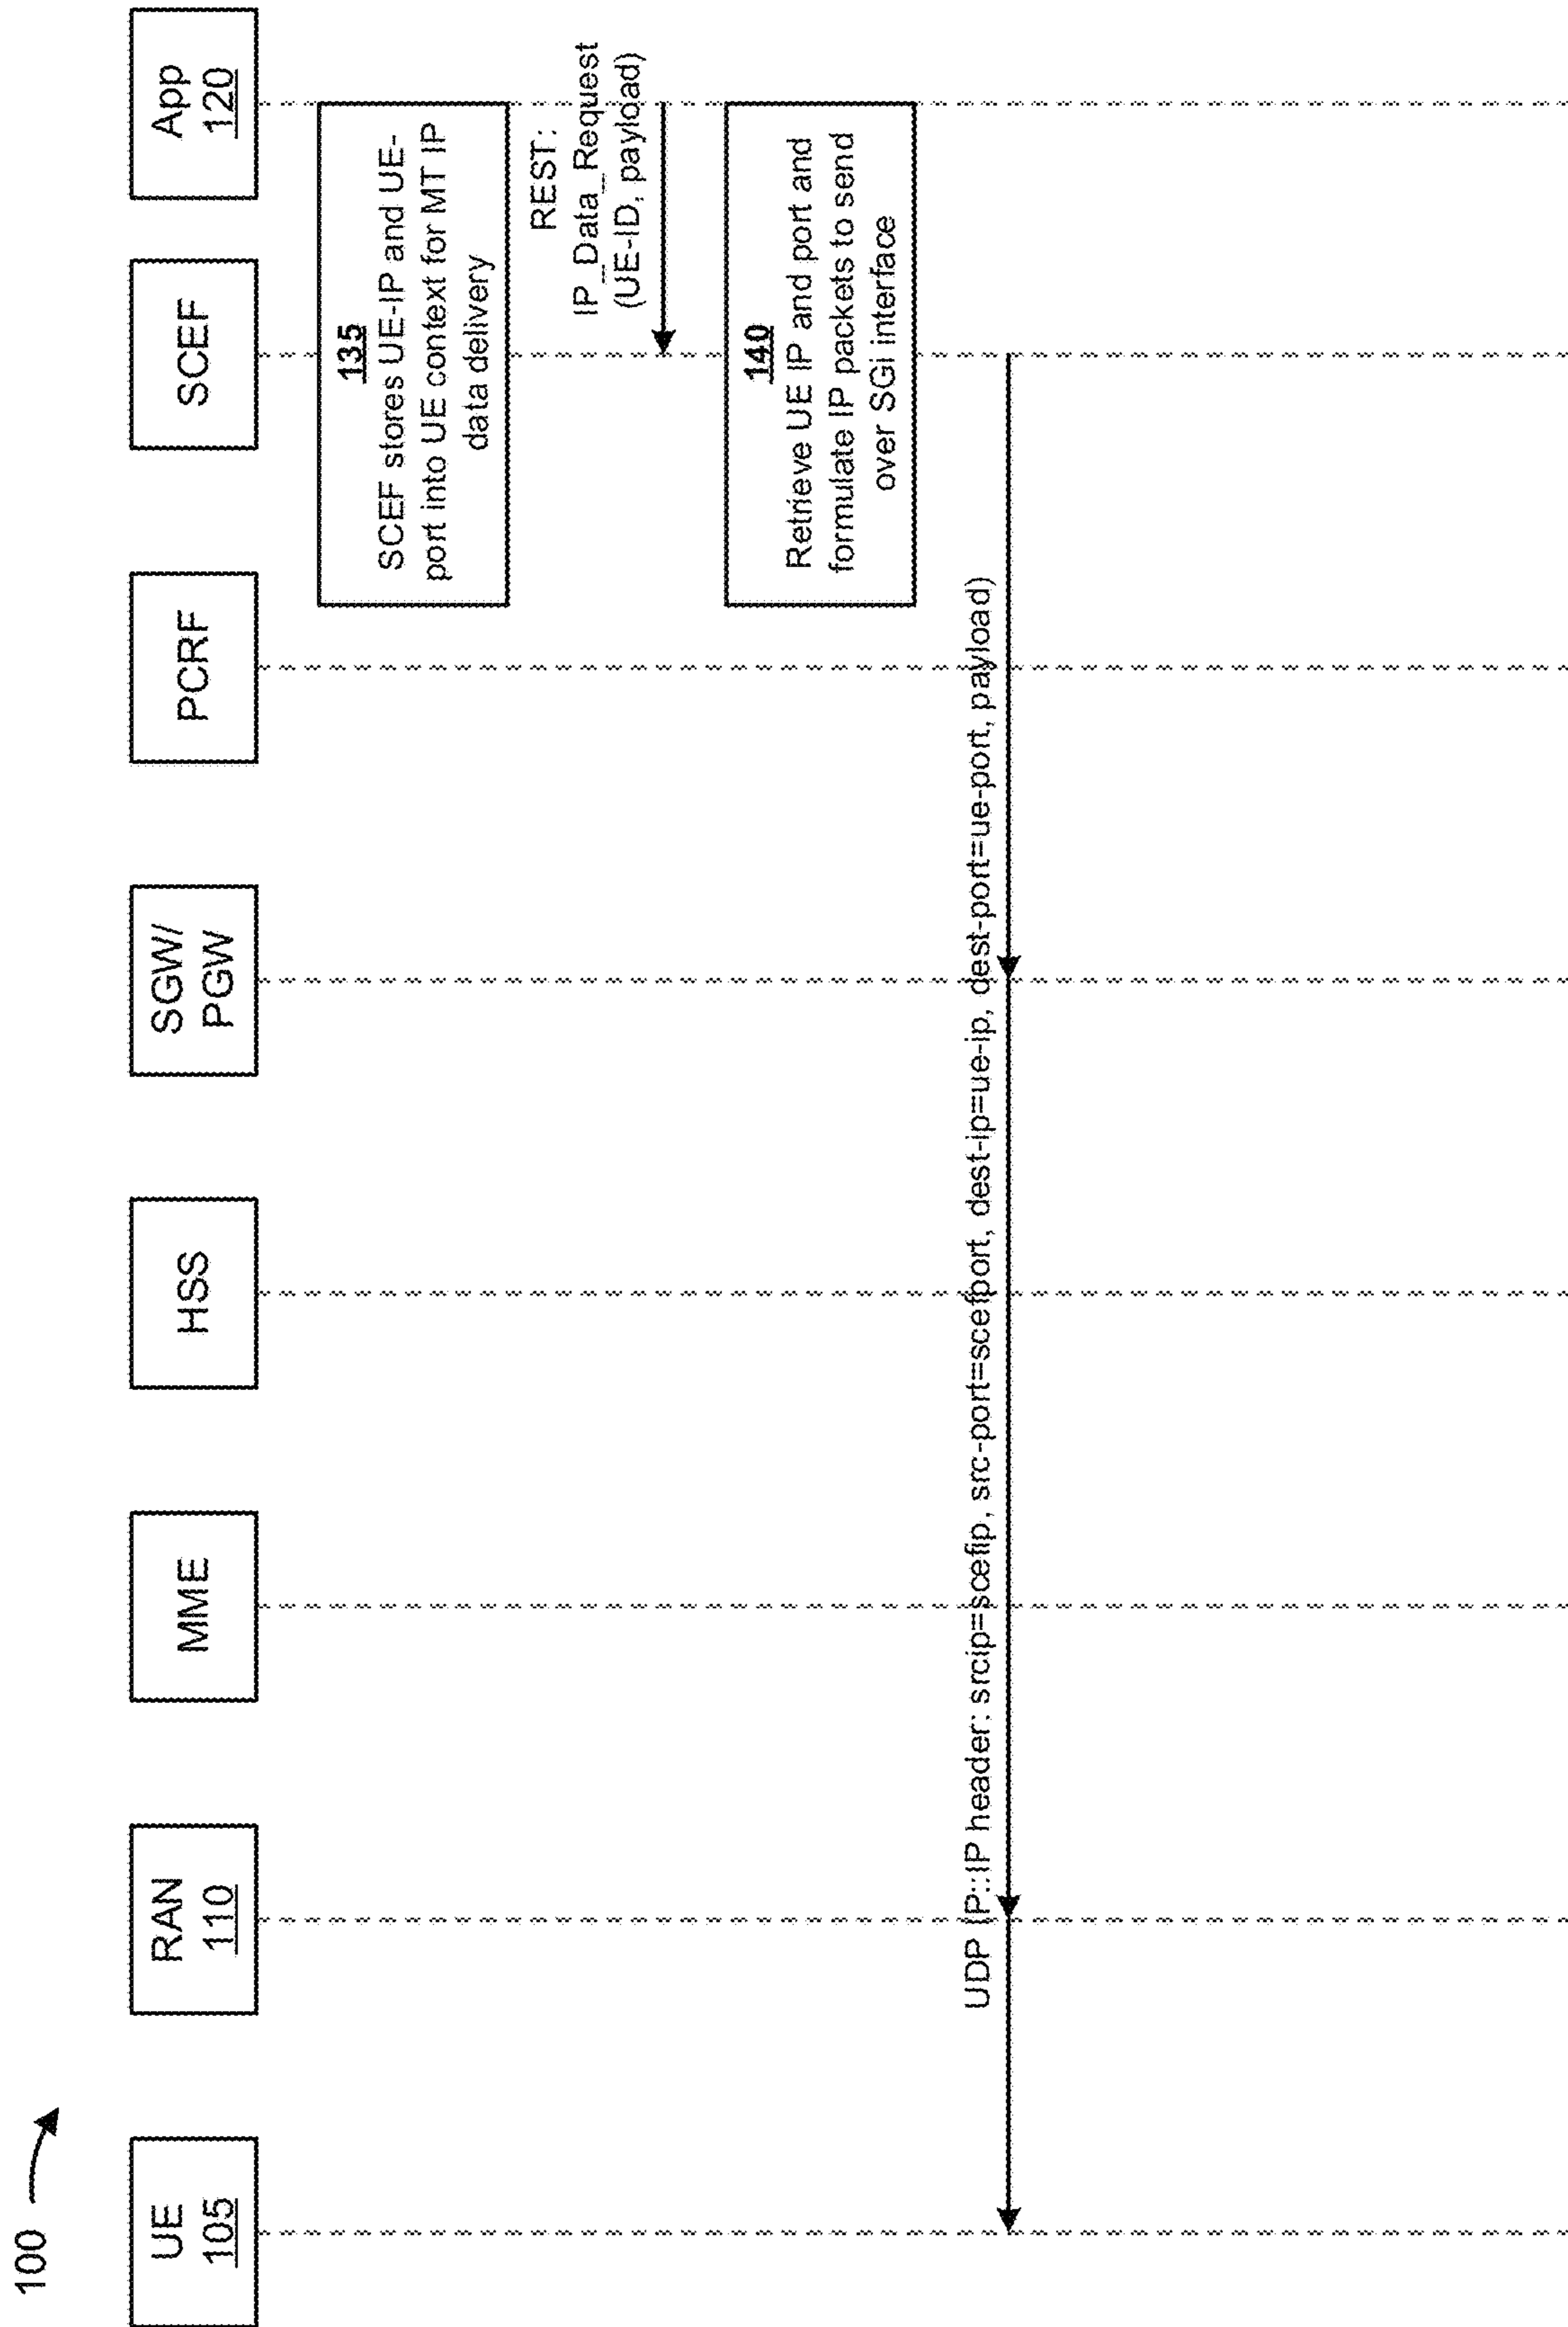 100
UE
105
RAN
110
MME
HSS
SGW/
PGW
PCRF
SCEF
App
120
135
SCEF stores UE-IP and UE-
port into UE context for MT IP
data delivery
REST:
IP_Data_Request
(UE-ID, payload)
140
Retrieve UE IP and port and
formulate IP packets to send
over SGi interface
UDP IP::IP header: srcip=scefip, src-port=scefport, dest-ip=ue-ip, dest-port=ue-port, payload)